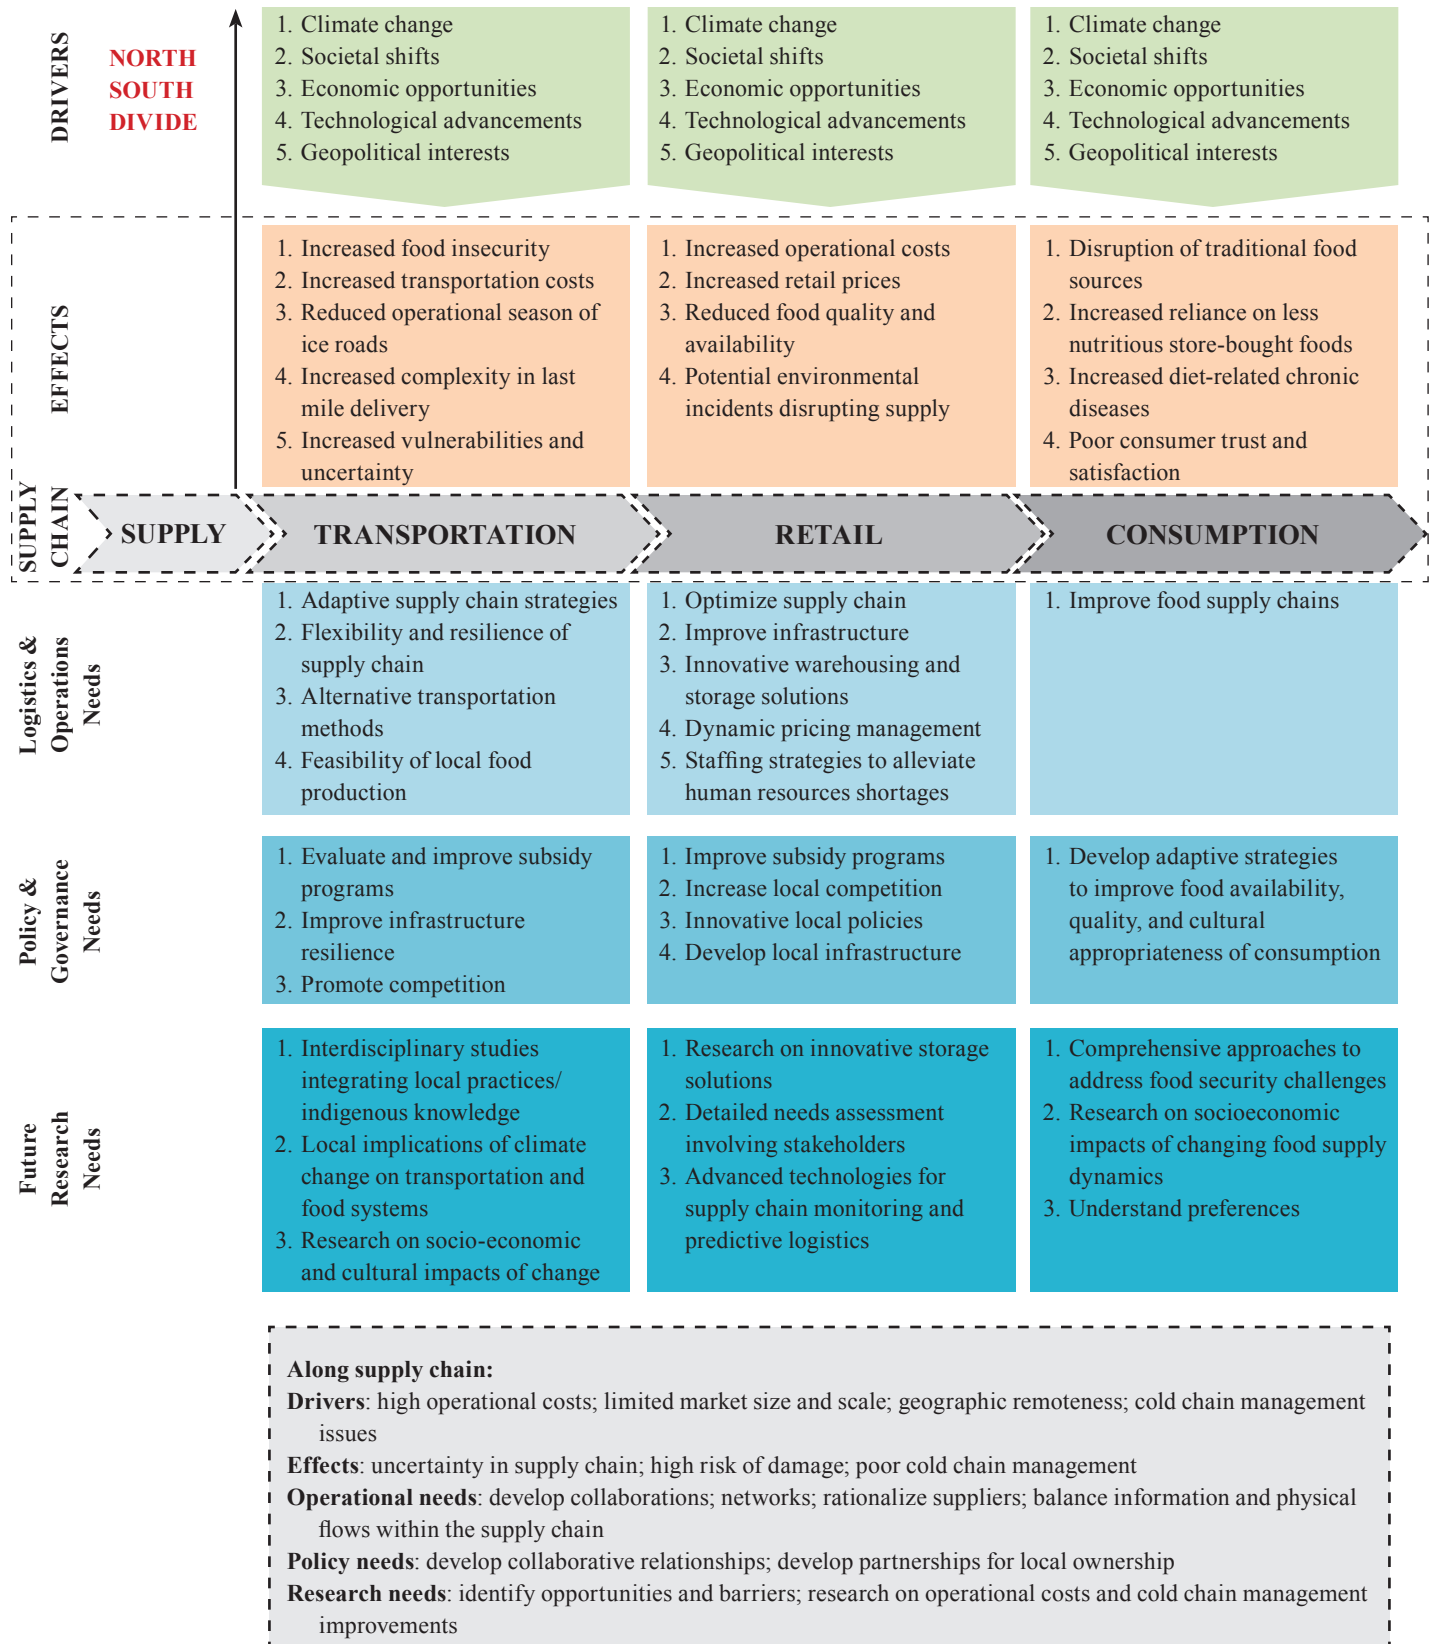 DRIVERS
NORTH
SOUTH
DIVIDE
1. Climate change
2. Societal shifts
3. Economic opportunities
4. Technological advancements
5. Geopolitical interests
1. Climate change
2. Societal shifts
3. Economic opportunities
4. Technological advancements
5. Geopolitical interests
1. Climate change
2. Societal shifts
3. Economic opportunities
4. Technological advancements
5. Geopolitical interests
EFFECTS
1. Increased food insecurity
2. Increased transportation costs
3. Reduced operational season of
ice roads
4. Increased complexity in last
mile delivery
5. Increased vulnerabilities and
uncertainty
1. Increased operational costs
2. Increased retail prices
3. Reduced food quality and
availability
4. Potential environmental
incidents disrupting supply
1. Disruption of traditional food
sources
2. Increased reliance on less
nutritious store-bought foods
3. Increased diet-related chronic
diseases
4. Poor consumer trust and
satisfaction
SUPPLY
CHAIN
SUPPLY
TRANSPORTATION
RETAIL
CONSUMPTION
Logistics &
Operations
Needs
1. Adaptive supply chain strategies
2. Flexibility and resilience of
supply chain
3. Alternative transportation
methods
4. Feasibility of local food
production
1. Optimize supply chain
2. Improve infrastructure
3. Innovative warehousing and
storage solutions
4. Dynamic pricing management
5. Staffing strategies to alleviate
human resources shortages
1. Improve food supply chains
Policy &
Governance
Needs
1. Evaluate and improve subsidy
programs
2. Improve infrastructure
resilience
3. Promote competition
1. Improve subsidy programs
2. Increase local competition
3. Innovative local policies
4. Develop local infrastructure
1. Develop adaptive strategies
to improve food availability,
quality, and cultural
appropriateness of consumption
Future
Research
Needs
1. Interdisciplinary studies
integrating local practices/
indigenous knowledge
2. Local implications of climate
change on transportation and
food systems
3. Research on socio-economic
and cultural impacts of change
1. Research on innovative storage
solutions
2. Detailed needs assessment
involving stakeholders
3. Advanced technologies for
supply chain monitoring and
predictive logistics
1. Comprehensive approaches to
address food security challenges
2. Research on socioeconomic
impacts of changing food supply
dynamics
3. Understand preferences
Along supply chain:
Drivers: high operational costs; limited market size and scale; geographic remoteness; cold chain management
issues
Effects: uncertainty in supply chain; high risk of damage; poor cold chain management
Operational needs: develop collaborations; networks; rationalize suppliers; balance information and physical
flows within the supply chain
Policy needs: develop collaborative relationships; develop partnerships for local ownership
Research needs: identify opportunities and barriers; research on operational costs and cold chain management
improvements